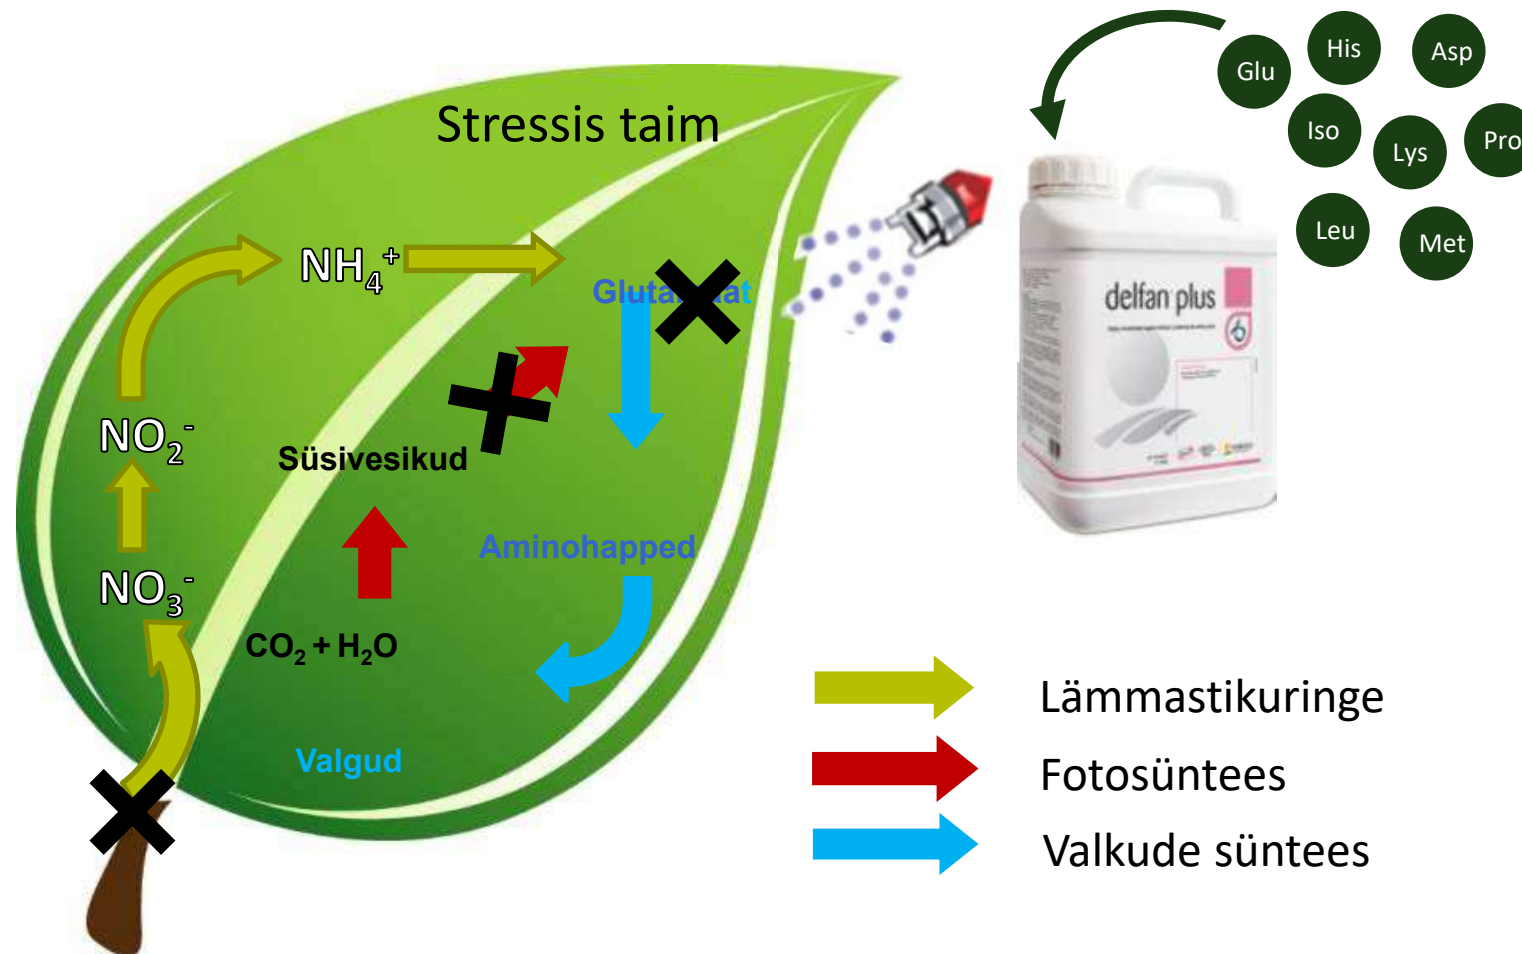 Stressis taim
NH4+
NO2-
NO3-
Süsivesikud
CO2 + H2O
Aminohapped
Valgud
Glu
His
Asp
Iso
Lys
Pro
Leu
Met
delfan plus
Lämmastikuringe
Fotosüntees
Valkude süntees